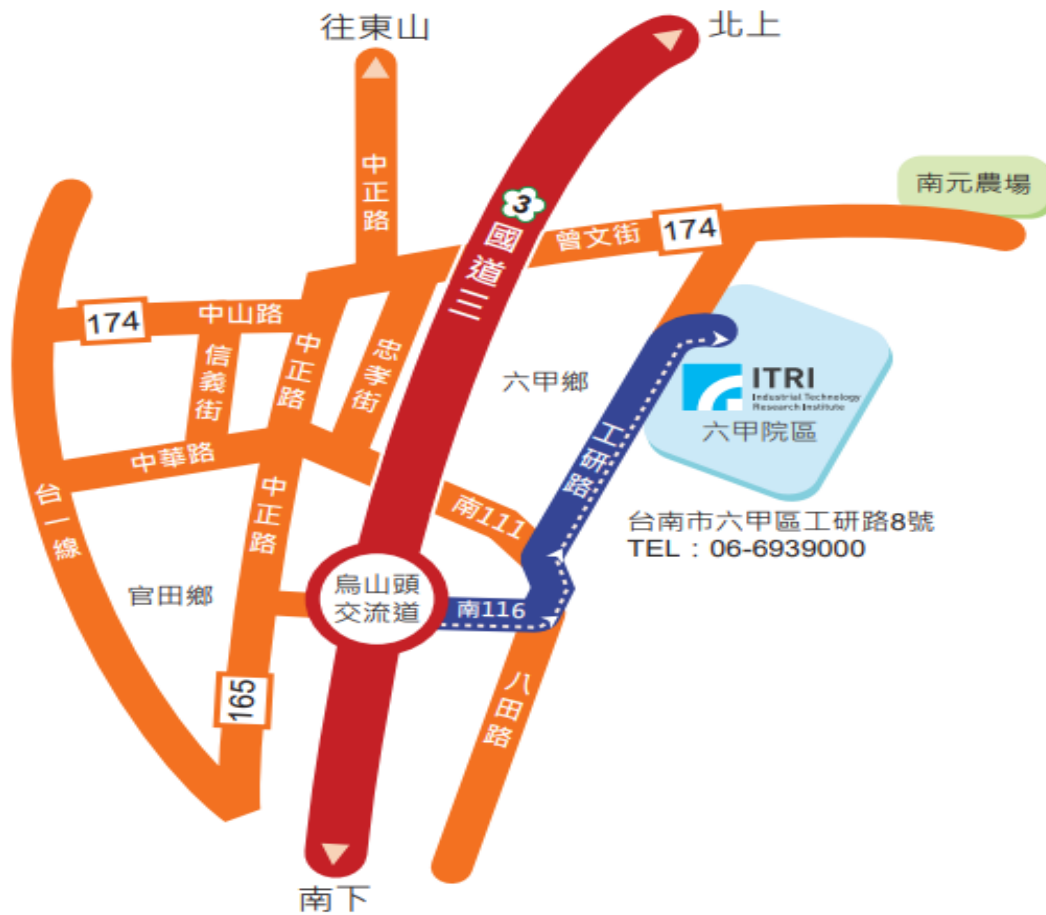 往東山
北上
中正路
3
國道三
南元農場
曾文街
174
174
中山路
信義街
中正路
忠孝街
六甲鄉
ITRI
Industrial Technology
Research Institute
六甲院區
工研路
中華路
台一線
中正路
南111
台南市六甲區工研路8號
TEL：06-6939000
官田鄉
烏山頭
交流道
南116
165
八田路
南下